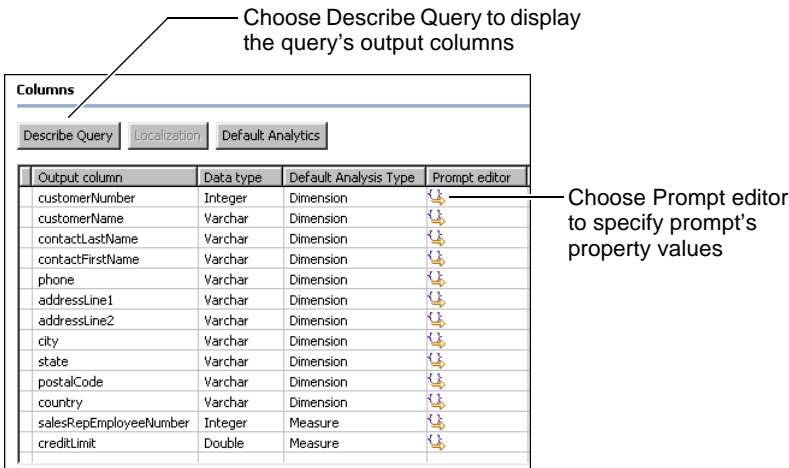 Choose Describe Query to display
the query's output columns
Columns
Describe Query Localization Default Analytics
Output column Data type Default Analysis Type Prompt editor
customerNumber Integer Dimension
customerName Varchar Dimension
contactLastName Varchar Dimension
contactFirstName Varchar Dimension
phone Varchar Dimension
addressLine1 Varchar Dimension
addressLine2 Varchar Dimension
city Varchar Dimension
state Varchar Dimension
postalCode Varchar Dimension
country Varchar Dimension
salesRepEmployeeNumber Integer Measure
creditLimit Double Measure
Choose Prompt editor
to specify prompt's
property values